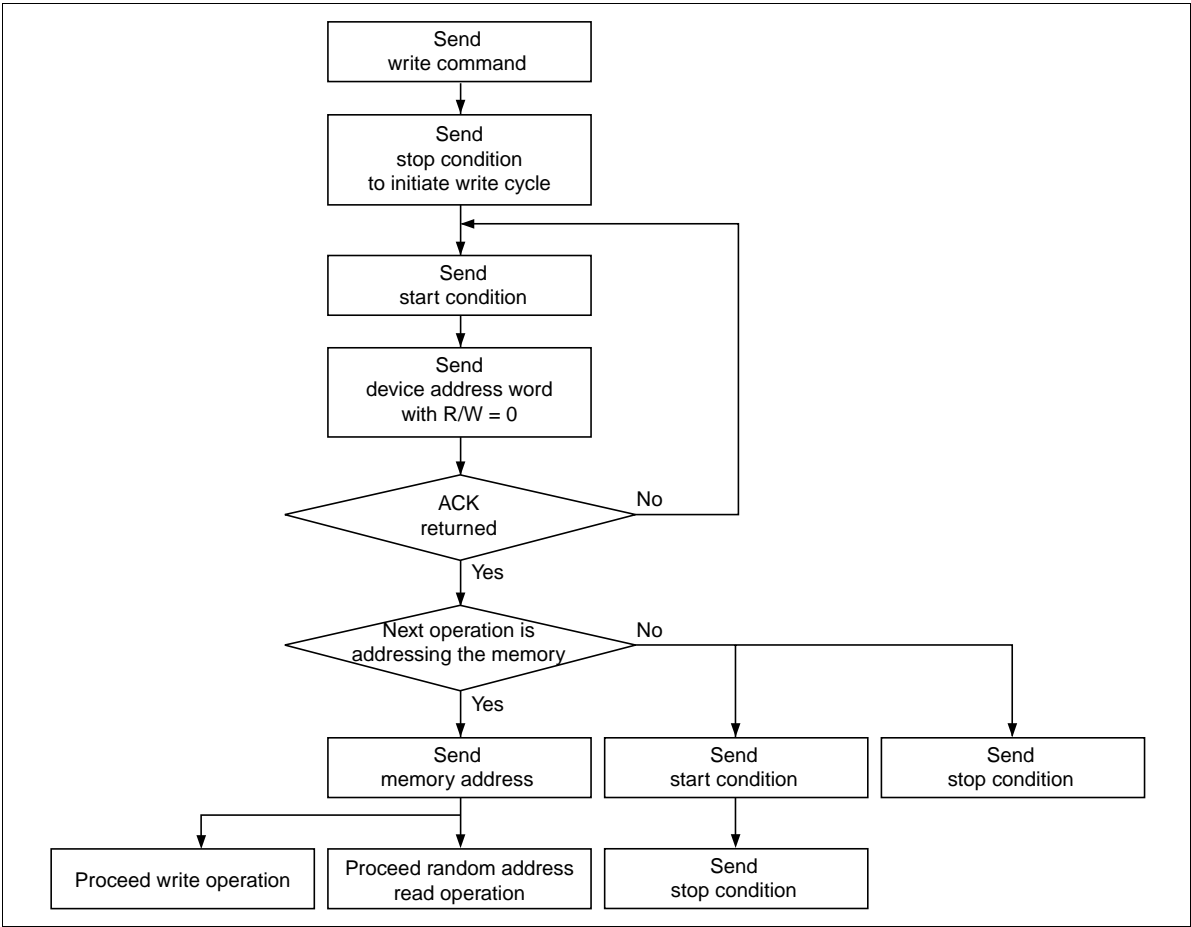 Send
write command
Send
stop condition
to initiate write cycle
Send
start condition
Send
device address word
with R/W = 0
ACK
returned
No
Yes
Next operation is
addressing the memory
No
Yes
Send
memory address
Send
start condition
Send
stop condition
Proceed write operation
Proceed random address
read operation
Send
stop condition